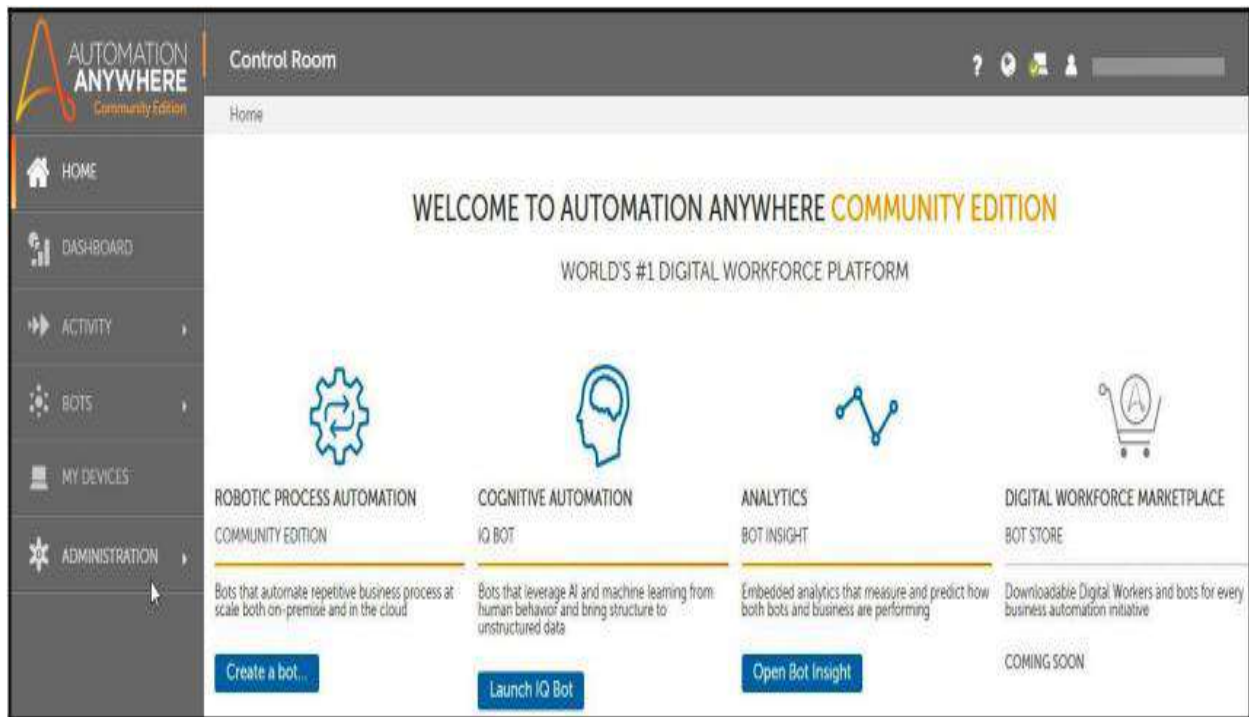 AUTOMATION
ANYWHERE
Community Edition
Control Room
?
Home
HOME
DASHBOARD
ACTIVITY
BOTS
MY DEVICES
ADMINISTRATION
WELCOME TO AUTOMATION ANYWHERE COMMUNITY EDITION
WORLD'S #1 DIGITAL WORKFORCE PLATFORM
ROBOTIC PROCESS AUTOMATION
COMMUNITY EDITION
Bots that automate repetitive business process at
scale both on-premise and in the cloud
Create a bot...
COGNITIVE AUTOMATION
IQ BOT
Bots that leverage AI and machine learning from
human behavior and bring structure to
unstructured data
Launch IQ Bot
ANALYTICS
BOT INSIGHT
Embedded analytics that measure and predict how
both bots and business are performing
Open Bot Insight
DIGITAL WORKFORCE MARKETPLACE
BOT STORE
Downloadable Digital Workers and bots for every
business automation initiative
COMING SOON